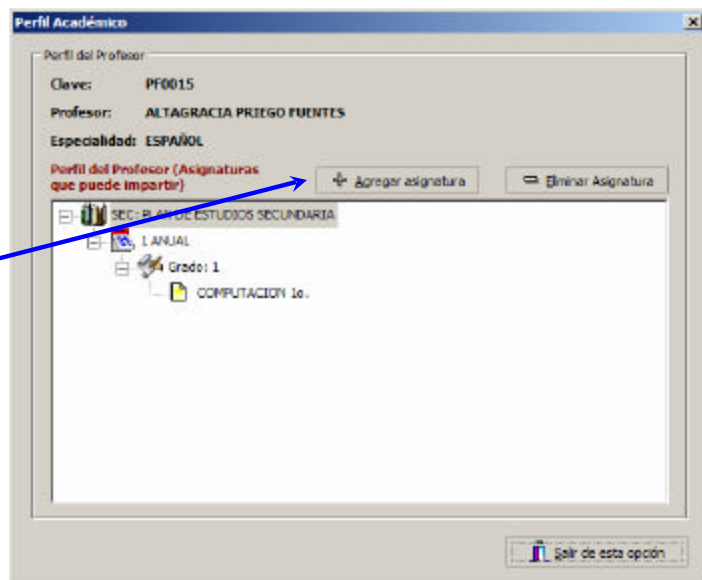 Perfil Académico
Perfil del Profesor
Clave: PF0015
Profesor: ALTAGRACIA PRIEGO FUENTES
Especialidad: ESPAÑOL
Perfil del Profesor (Asignaturas
que puede impartir)
Agregar asignatura
Eliminar Asignatura
SEC: PLAN DE ESTUDIOS SECUNDARIA
1 ANUAL
Grado: 1
COMPUTACION 1o.
Salir de esta opción